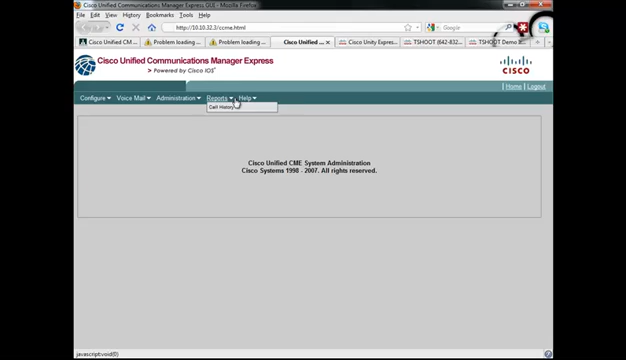 Cisco Unified Communications Manager Express GUI - Mozilla Firefox
File Edit View History Bookmarks Tools Help
http://10.10.32.3/ccme.html
Google
Cisco Unified CM ... Problem loading ... Problem loading ... Cisco Unified ... × Cisco Unity Expres... TSHOOT (642-832... TSHOOT Demo
Cisco Unified Communications Manager Express
> Powered by Cisco IOS
CISCO
Home | Logout
Configure Voice Mail Administration Reports Help
Call History
Cisco Unified CME System Administration
Cisco Systems 1998 - 2007. All rights reserved.
javascript:void(0)